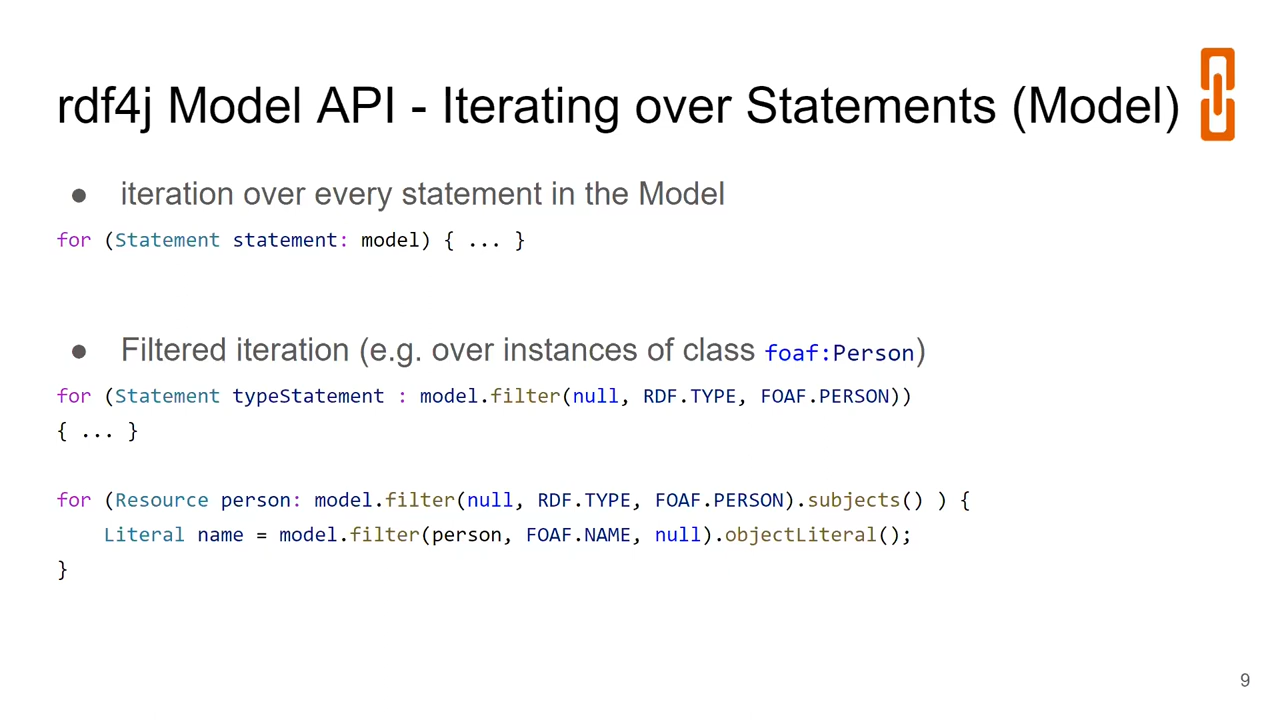 rdf4j Model API - Iterating over Statements (Model)
● iteration over every statement in the Model
for (Statement statement: model) { ... }
● Filtered iteration (e.g. over instances of class foaf:Person)
for (Statement typeStatement : model.filter(null, RDF.TYPE, FOAF.PERSON))
{ ... }
for (Resource person: model.filter(null, RDF.TYPE, FOAF.PERSON).subjects() ) {
    Literal name = model.filter(person, FOAF.NAME, null).objectLiteral();
}
9